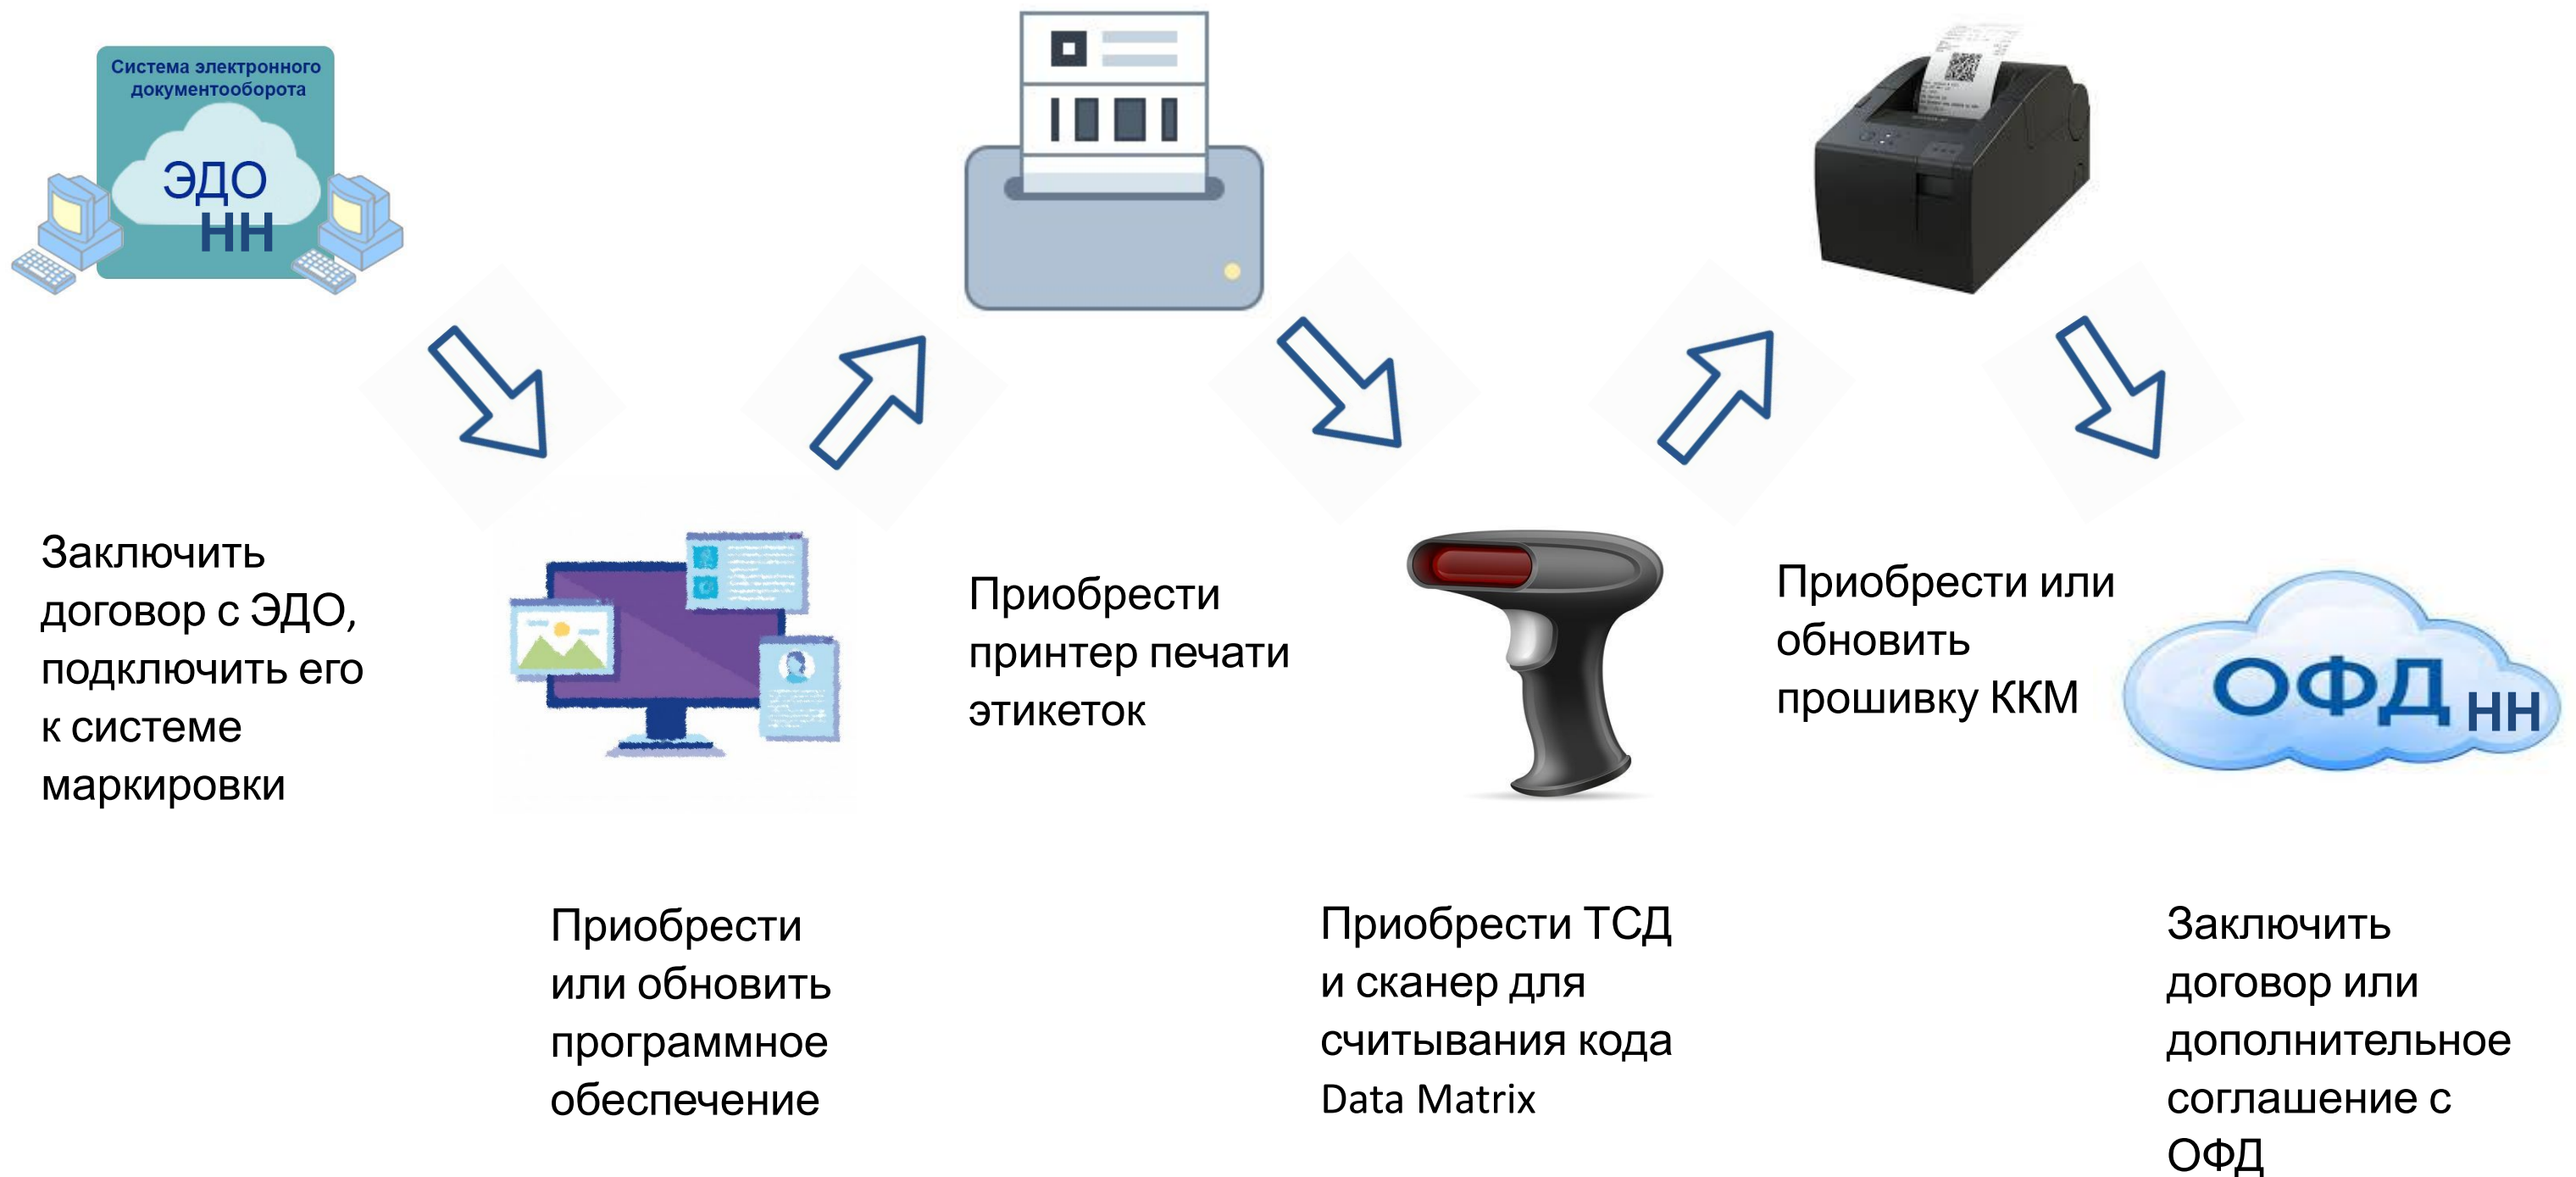 Система электронного
документооборота
ЭДО
НН
Заключить
договор с ЭДО,
подключить его
к системе
маркировки
Приобрести
или обновить
программное
обеспечение
Приобрести
принтер печати
этикеток
Приобрести ТСД
и сканер для
считывания кода
Data Matrix
Приобрести или
обновить
прошивку ККМ
ОФД НН
Заключить
договор или
дополнительное
соглашение с
ОФД